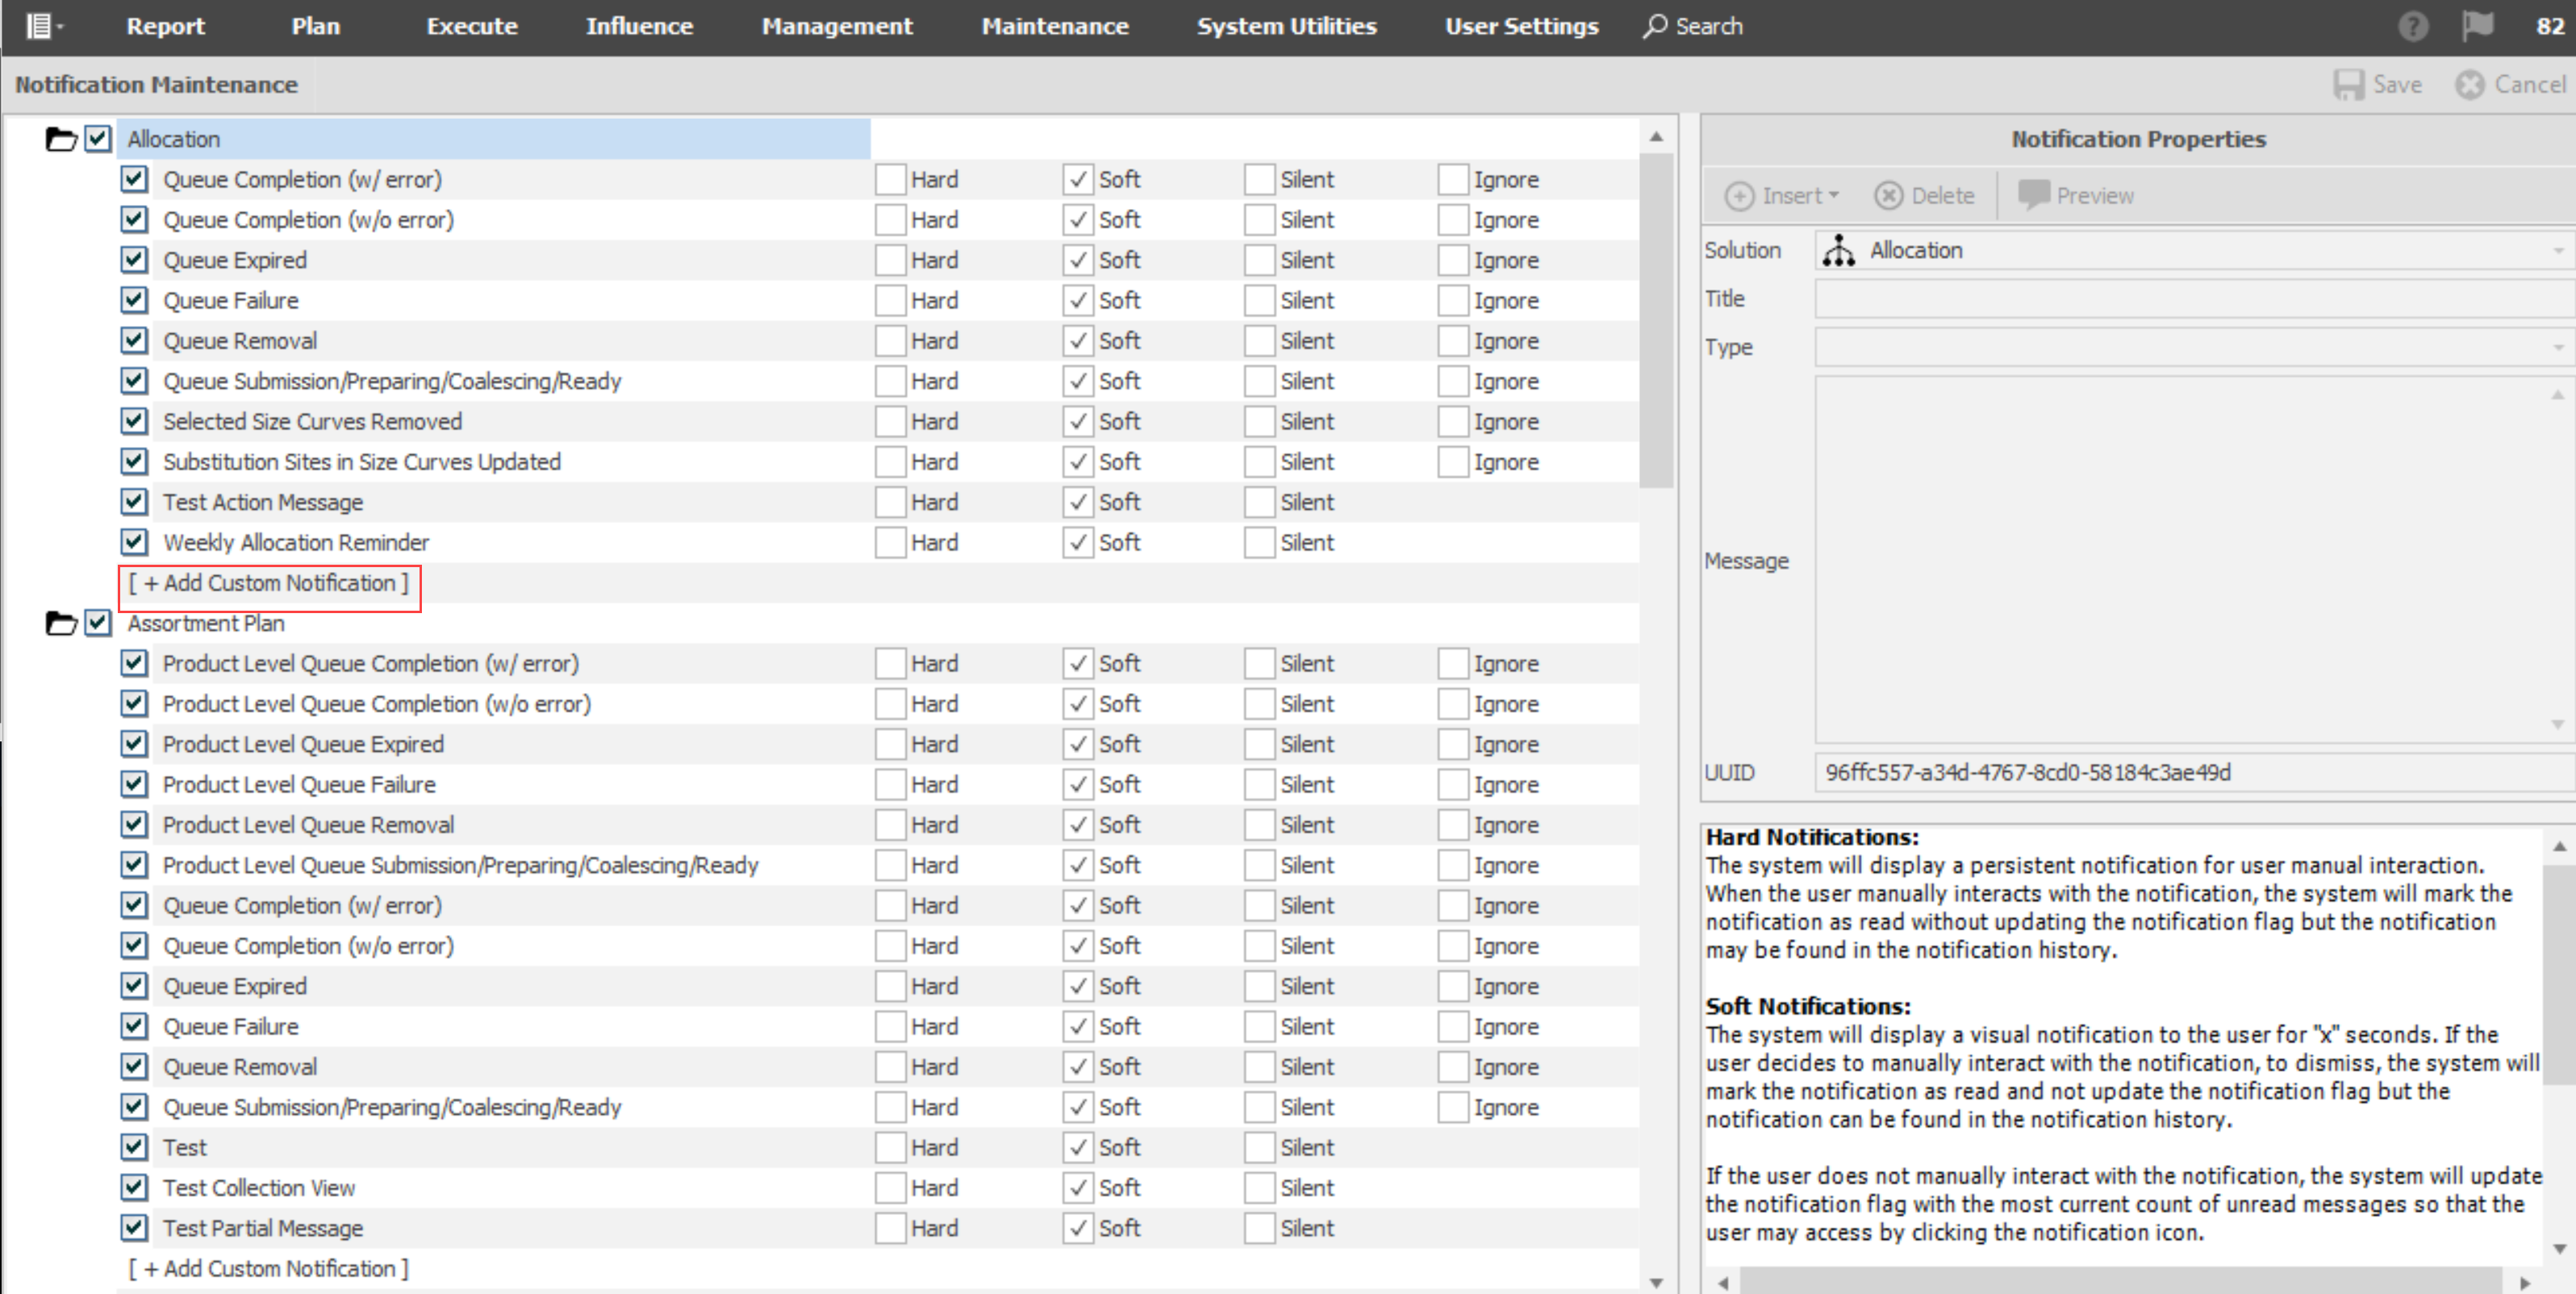 Report Plan Execute Influence Management Maintenance System Utilities User Settings Search 82
Notification Maintenance Save Cancel
Allocation
Queue Completion (w/ error) Hard Soft Silent Ignore
Queue Completion (w/o error) Hard Soft Silent Ignore
Queue Expired Hard Soft Silent Ignore
Queue Failure Hard Soft Silent Ignore
Queue Removal Hard Soft Silent Ignore
Queue Submission/Preparing/Coalescing/Ready Hard Soft Silent Ignore
Selected Size Curves Removed Hard Soft Silent Ignore
Substitution Sites in Size Curves Updated Hard Soft Silent Ignore
Test Action Message Hard Soft Silent
Weekly Allocation Reminder Hard Soft Silent
[ + Add Custom Notification ]
Assortment Plan
Product Level Queue Completion (w/ error) Hard Soft Silent Ignore
Product Level Queue Completion (w/o error) Hard Soft Silent Ignore
Product Level Queue Expired Hard Soft Silent Ignore
Product Level Queue Failure Hard Soft Silent Ignore
Product Level Queue Removal Hard Soft Silent Ignore
Product Level Queue Submission/Preparing/Coalescing/Ready Hard Soft Silent Ignore
Queue Completion (w/ error) Hard Soft Silent Ignore
Queue Completion (w/o error) Hard Soft Silent Ignore
Queue Expired Hard Soft Silent Ignore
Queue Failure Hard Soft Silent Ignore
Queue Removal Hard Soft Silent Ignore
Queue Submission/Preparing/Coalescing/Ready Hard Soft Silent Ignore
Test Hard Soft Silent
Test Collection View Hard Soft Silent
Test Partial Message Hard Soft Silent
[ + Add Custom Notification ]
Notification Properties
Insert Delete Preview
Solution Allocation
Title
Type
Message
UUID 96ffc557-a34d-4767-8cd0-58184c3ae49d
Hard Notifications:
The system will display a persistent notification for user manual interaction.
When the user manually interacts with the notification, the system will mark the
notification as read without updating the notification flag but the notification
may be found in the notification history.
Soft Notifications:
The system will display a visual notification to the user for "x" seconds. If the
user decides to manually interact with the notification, to dismiss, the system will
mark the notification as read and not update the notification flag but the
notification can be found in the notification history.
If the user does not manually interact with the notification, the system will update
the notification flag with the most current count of unread messages so that the
user may access by clicking the notification icon.